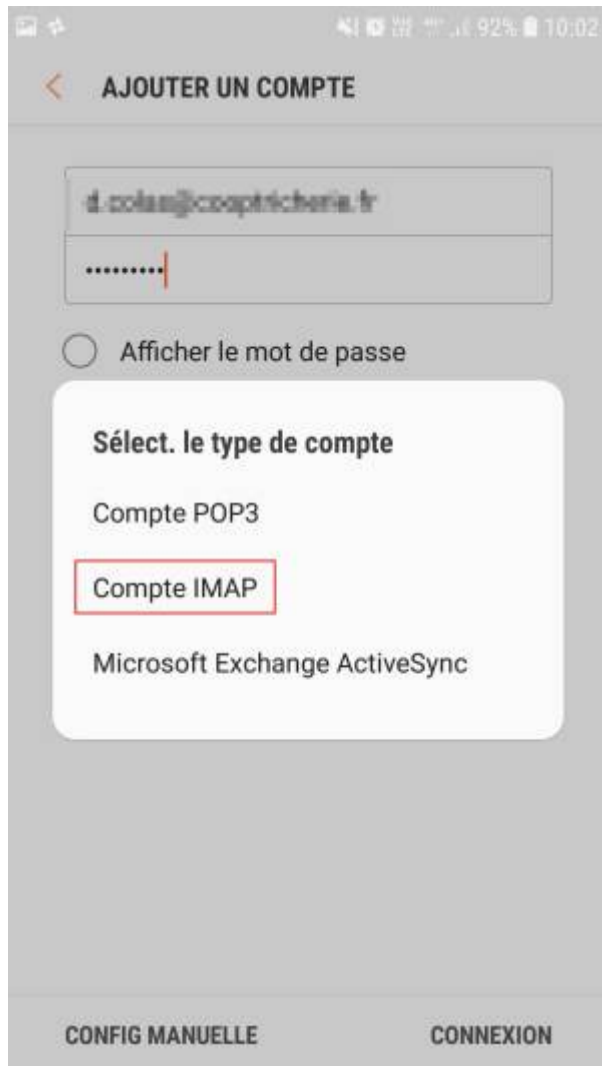 92% 10:02
AJOUTER UN COMPTE
•••••••••
Afficher le mot de passe
Sélect. le type de compte
Compte POP3
Compte IMAP
Microsoft Exchange ActiveSync
CONFIG MANUELLE CONNEXION